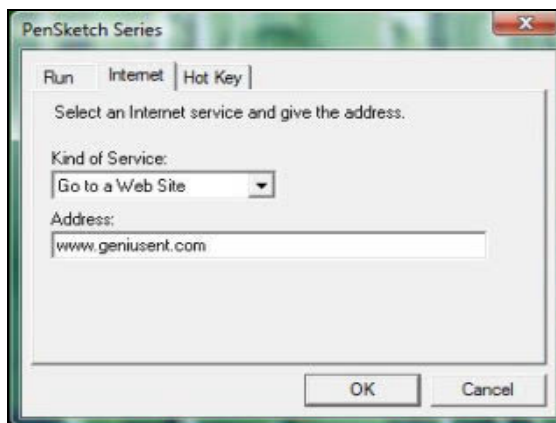 PenSketch Series
Run Internet Hot Key
Select an Internet service and give the address.
Kind of Service:
Go to a Web Site
Address:
www.geniusent.com
OK Cancel